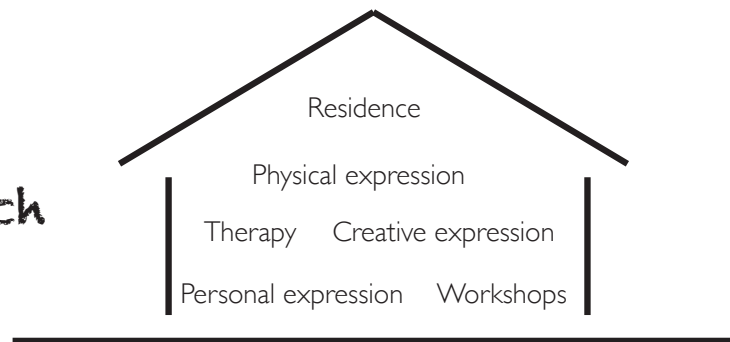 Residence
Physical expression
Therapy Creative expression
Personal expression Workshops